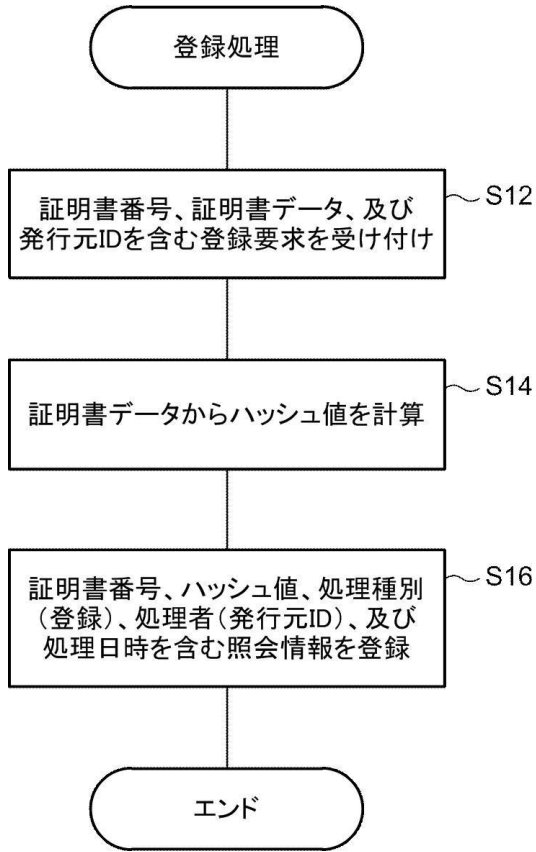 登録処理
S12
証明書番号、証明書データ、及び
発行元IDを含む登録要求を受け付け
S14
証明書データからハッシュ値を計算
S16
証明書番号、ハッシュ値、処理種別
（登録）、処理者（発行元ID）、及び
処理日時を含む照会情報を登録
エンド